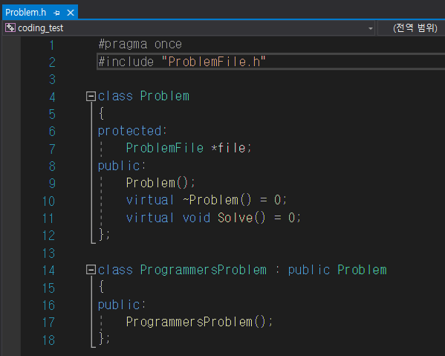 Problem.h
coding_test (전역 범위)
1 #pragma once
2 #include "ProblemFile.h"
3
4 class Problem
5 {
6 protected:
7 ProblemFile *file;
8 public:
9 Problem();
10 virtual ~Problem() = 0;
11 virtual void Solve() = 0;
12 };
13
14 class ProgrammersProblem : public Problem
15 {
16 public:
17 ProgrammersProblem();
18 };